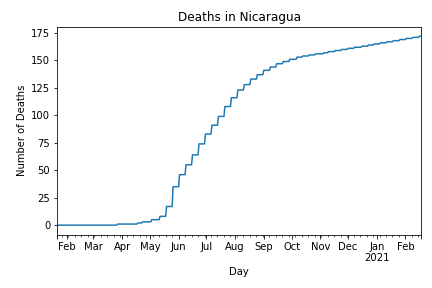 Deaths in Nicaragua
175
150
125
100
75
50
25
0
Number of Deaths
Feb Mar Apr May Jun Jul Aug Sep Oct Nov Dec Jan Feb
2021
Day